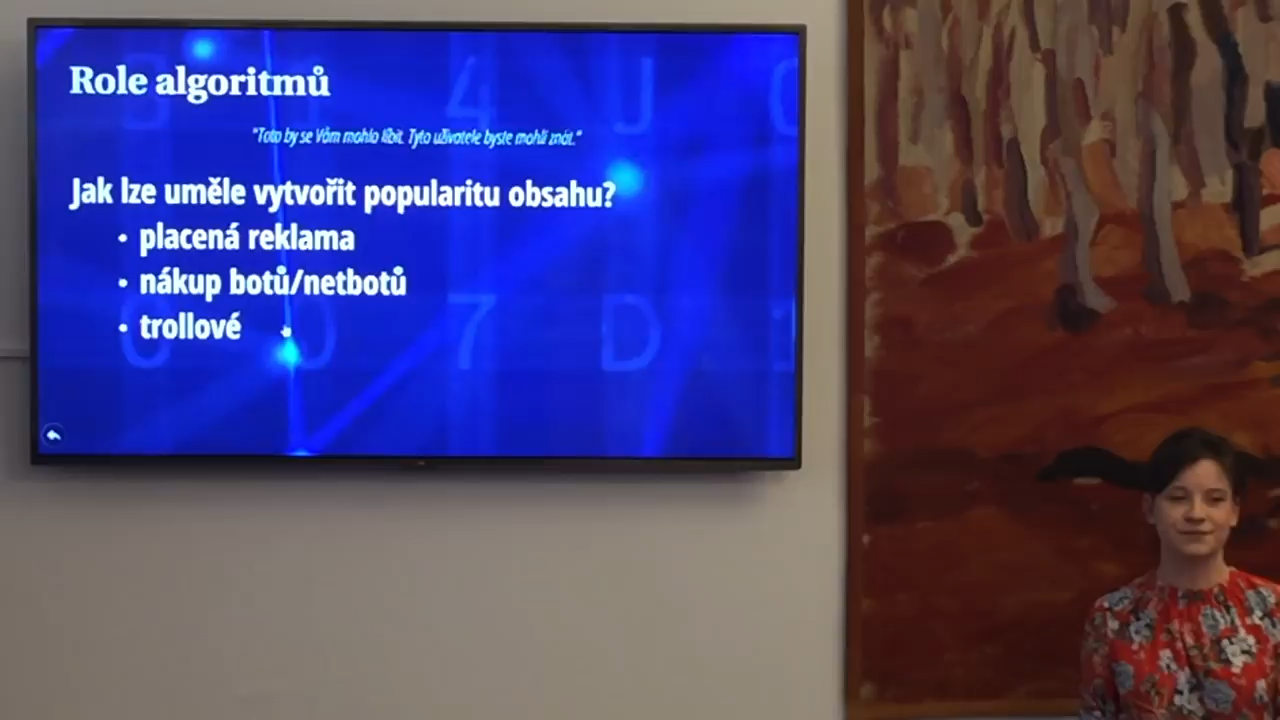 Role algoritmů
"Toto by se Vám mohlo líbit. Tyto uživatele byste mohli znát."
Jak lze uměle vytvořit popularitu obsahu?
• placená reklama
• nákup botů/netbotů
• trollové